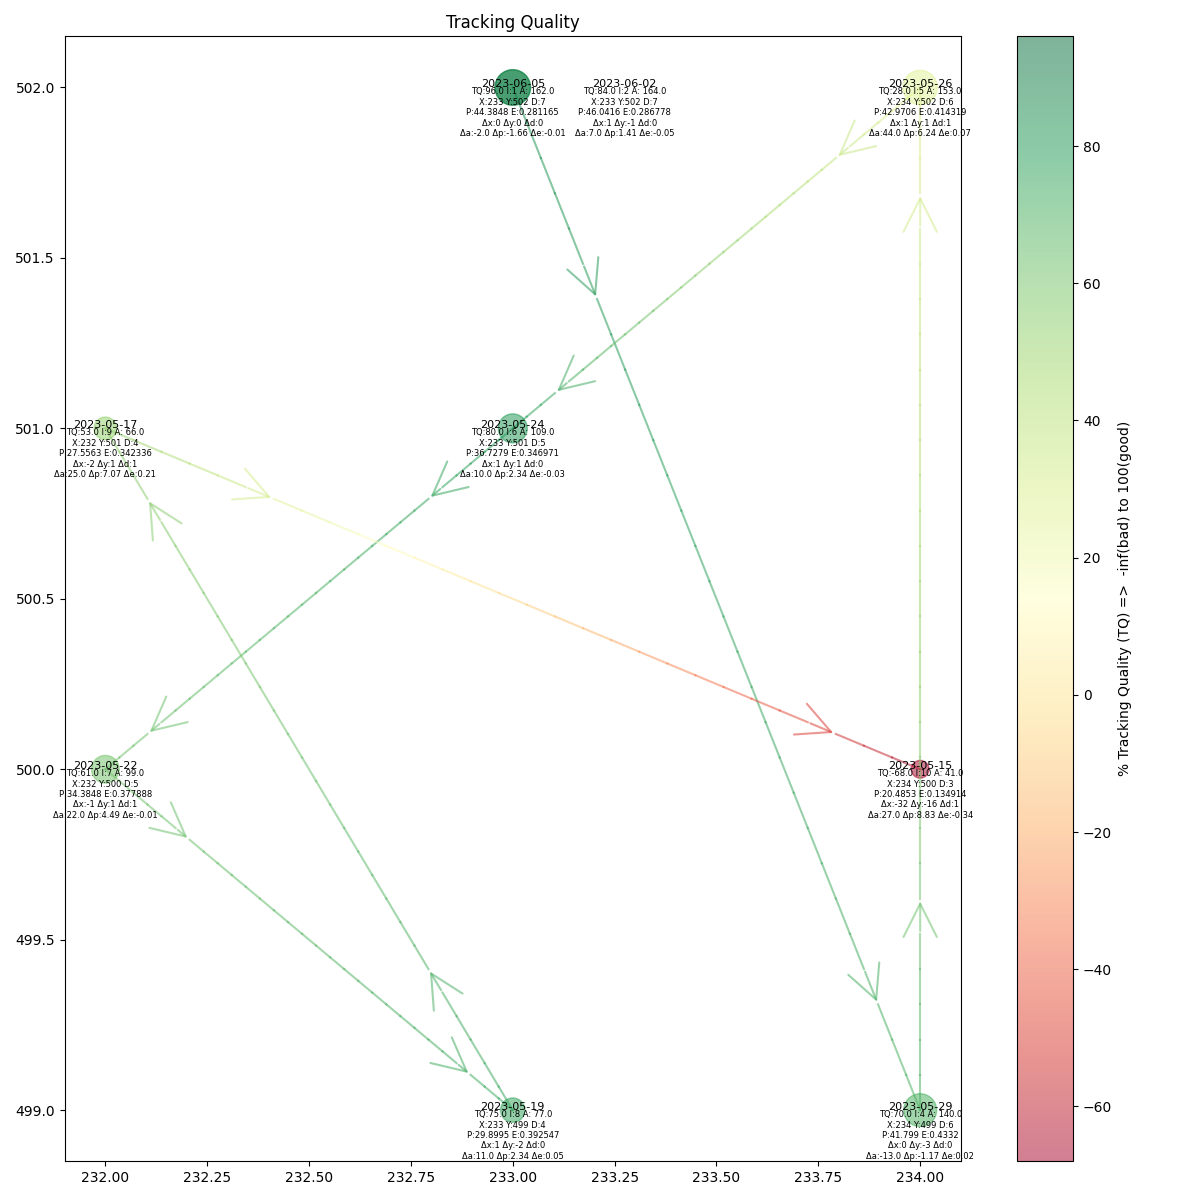 Tracking Quality
2023-06-05
TQ:96.0 I:1 A: 162.0
X:233 Y:502 D:7
P:44.3848 E:0.281165
Δx:0 Δy:0 Δd:0
Δa:-2.0 Δp:-1.66 Δe:-0.01
2023-06-02
TQ:84.0 I:2 A: 164.0
X:233 Y:502 D:7
P:46.0416 E:0.286778
Δx:1 Δy:-1 Δd:0
Δa:7.0 Δp:1.41 Δe:-0.05
2023-05-26
TQ:28.0 I:5 A: 153.0
X:234 Y:502 D:6
P:42.9706 E:0.414319
Δx:1 Δy:1 Δd:1
Δa:44.0 Δp:6.24 Δe:0.07
2023-05-17
TQ:53.0 I:9 A: 66.0
X:232 Y:501 D:4
P:27.5563 E:0.342336
Δx:-2 Δy:1 Δd:1
Δa:25.0 Δp:7.07 Δe:0.21
2023-05-24
TQ:80.0 I:6 A: 109.0
X:233 Y:501 D:5
P:36.7279 E:0.346971
Δx:1 Δy:1 Δd:0
Δa:10.0 Δp:2.34 Δe:-0.03
2023-05-22
TQ:61.0 I:7 A: 99.0
X:232 Y:500 D:5
P:34.3848 E:0.377888
Δx:-1 Δy:1 Δd:1
Δa:22.0 Δp:4.49 Δe:-0.01
2023-05-15
TQ:-68.0 I:10 A: 41.0
X:234 Y:500 D:3
P:20.4853 E:0.134914
Δx:-32 Δy:-16 Δd:1
Δa:27.0 Δp:8.83 Δe:-0.34
2023-05-19
TQ:75.0 I:8 A: 77.0
X:233 Y:499 D:4
P:29.8995 E:0.392547
Δx:1 Δy:-2 Δd:0
Δa:11.0 Δp:2.34 Δe:0.05
2023-05-29
TQ:70.0 I:4 A: 140.0
X:234 Y:499 D:6
P:41.799 E:0.4332
Δx:0 Δy:-3 Δd:0
Δa:-13.0 Δp:-1.17 Δe:0.02
502.0
501.5
501.0
500.5
500.0
499.5
499.0
232.00
232.25
232.50
232.75
233.00
233.25
233.50
233.75
234.00
80
60
40
20
0
−20
−40
−60
% Tracking Quality (TQ) => -inf(bad) to 100(good)